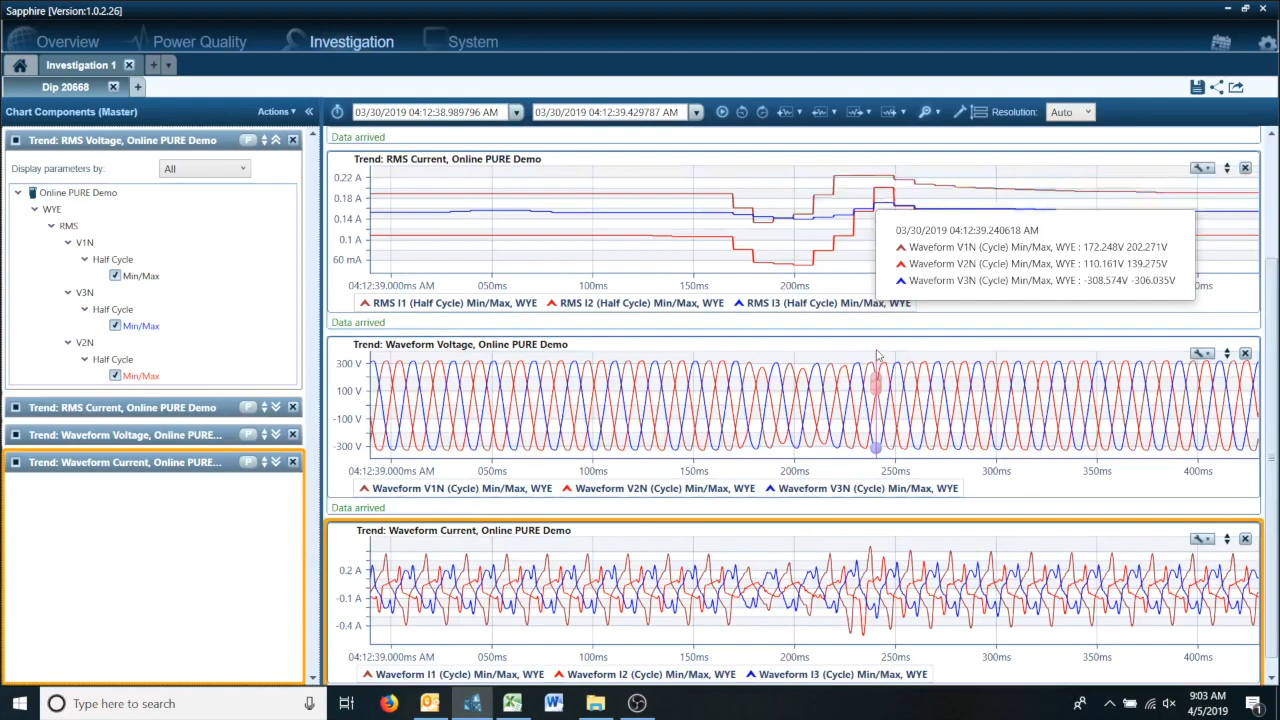 Sapphire [Version:1.0.2.26]
Overview
Power Quality
Investigation
System
Investigation 1
Dip 20668
Chart Components (Master)
Actions
03/30/2019 04:12:38.989796 AM
03/30/2019 04:12:39.429787 AM
Resolution:
Auto
Trend: RMS Voltage, Online PURE Demo
P
Display parameters by:
All
Online PURE Demo
WYE
RMS
V1N
Half Cycle
Min/Max
V3N
Half Cycle
Min/Max
V2N
Half Cycle
Min/Max
Trend: RMS Current, Online PURE Demo
P
Trend: Waveform Voltage, Online PURE...
P
Trend: Waveform Current, Online PURE...
P
Data arrived
Trend: RMS Current, Online PURE Demo
0.22 A
0.18 A
0.14 A
0.1 A
60 mA
04:12:39.000ms AM
050ms
100ms
150ms
200ms
03/30/2019 04:12:39.240618 AM
Waveform V1N (Cycle) Min/Max, WYE : 172.248V 202.271V
Waveform V2N (Cycle) Min/Max, WYE : 110.161V 139.275V
Waveform V3N (Cycle) Min/Max, WYE : -308.574V -306.035V
RMS I1 (Half Cycle) Min/Max, WYE
RMS I2 (Half Cycle) Min/Max, WYE
RMS I3 (Half Cycle) Min/Max, WYE
Data arrived
Trend: Waveform Voltage, Online PURE Demo
300 V
100 V
-100 V
-300 V
04:12:39.000ms AM
050ms
100ms
150ms
200ms
250ms
300ms
350ms
400ms
Waveform V1N (Cycle) Min/Max, WYE
Waveform V2N (Cycle) Min/Max, WYE
Waveform V3N (Cycle) Min/Max, WYE
Data arrived
Trend: Waveform Current, Online PURE Demo
0.2 A
-0.1 A
-0.4 A
04:12:39.000ms AM
050ms
100ms
150ms
200ms
250ms
300ms
350ms
400ms
Waveform I1 (Cycle) Min/Max, WYE
Waveform I2 (Cycle) Min/Max, WYE
Waveform I3 (Cycle) Min/Max, WYE
Type here to search
9:03 AM
4/5/2019